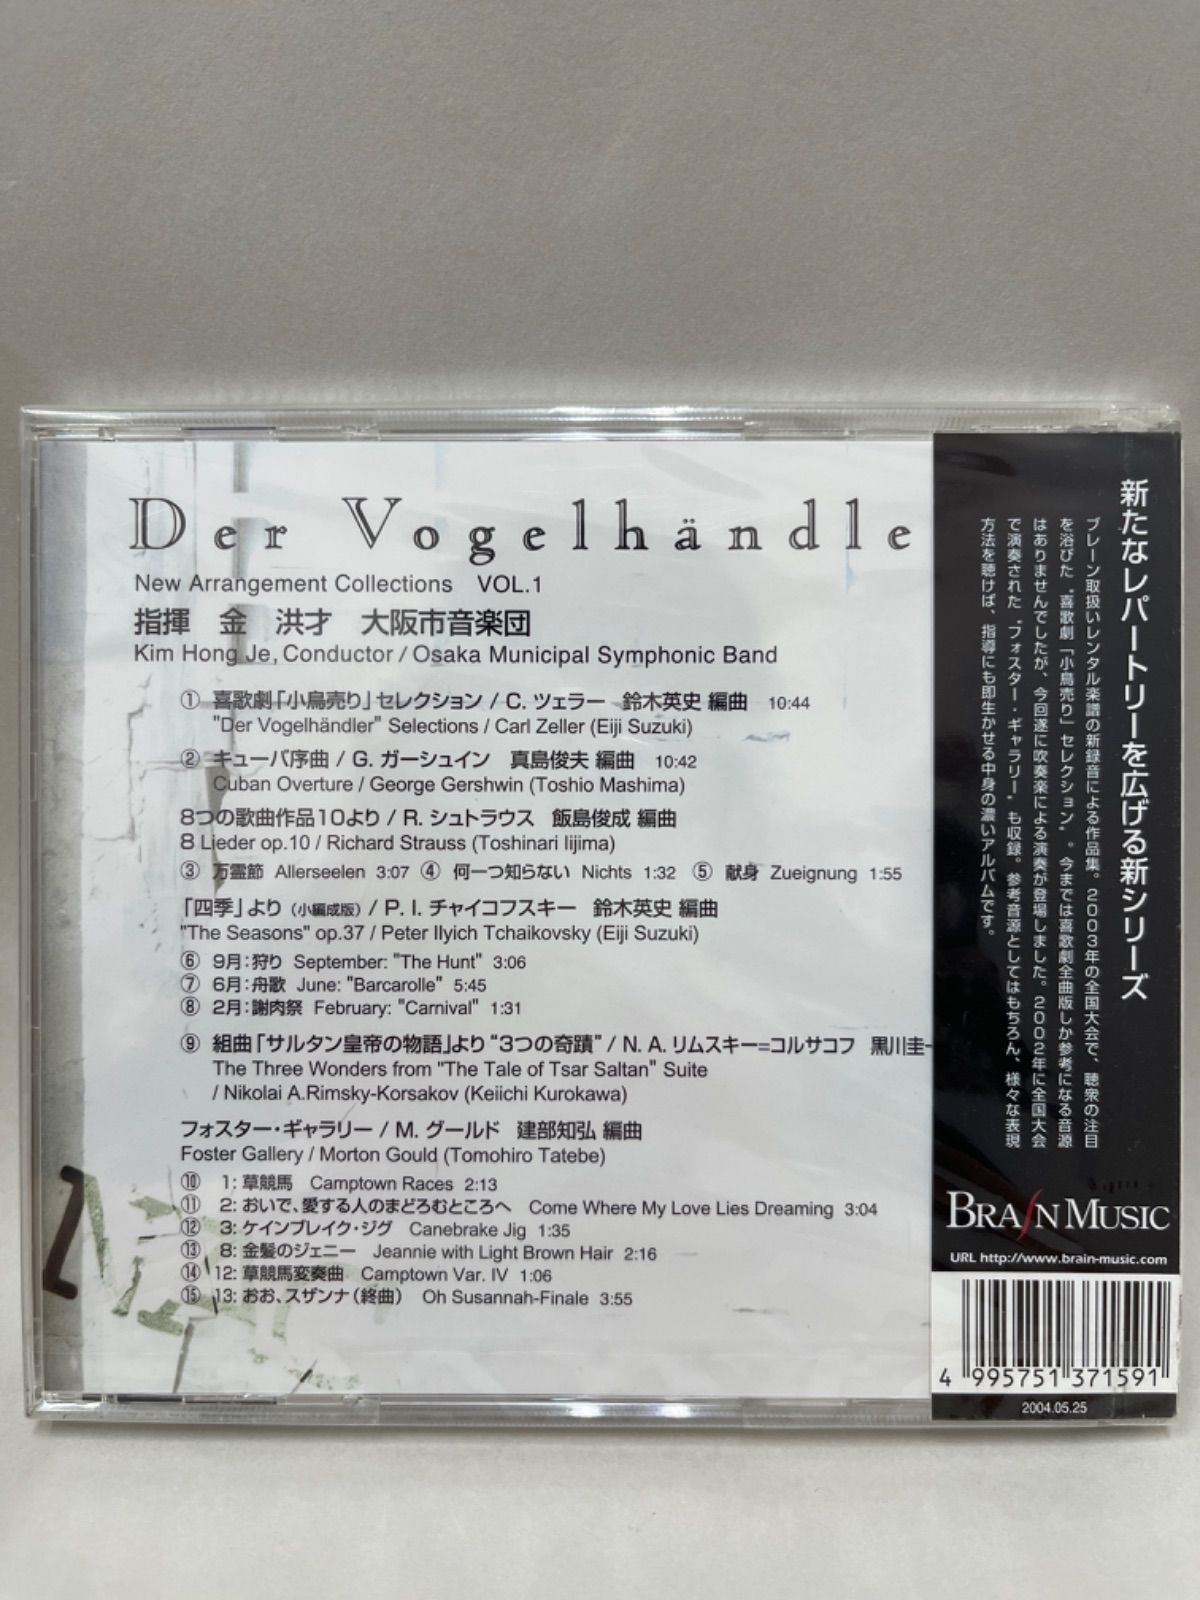 Der Vogelhändle
New Arrangement Collections VOL.1
指揮 金 洪才 大阪市音楽団
Kim Hong Je, Conductor / Osaka Municipal Symphonic Band
① 喜歌劇「小鳥売り」セレクション / C. ツェラー 鈴木英史 編曲 10:44
"Der Vogelhändler" Selections / Carl Zeller (Eiji Suzuki)
② キューバ序曲 / G. ガーシュイン 真島俊夫 編曲 10:42
Cuban Overture / George Gershwin (Toshio Mashima)
8つの歌曲作品10より / R. シュトラウス 飯島俊成 編曲
8 Lieder op.10 / Richard Strauss (Toshinari Iijima)
③ 万霊節 Allerseelen 3:07 ④ 何一つ知らない Nichts 1:32 ⑤ 献身 Zueignung 1:55
「四季」より (小編成版) / P. I. チャイコフスキー 鈴木英史 編曲
"The Seasons" op.37 / Peter Ilyich Tchaikovsky (Eiji Suzuki)
⑥ 9月:狩り September: "The Hunt" 3:06
⑦ 6月:舟歌 June: "Barcarolle" 5:45
⑧ 2月:謝肉祭 February: "Carnival" 1:31
⑨ 組曲「サルタン皇帝の物語」より "3つの奇蹟" / N. A. リムスキー=コルサコフ 黒川圭一
The Three Wonders from "The Tale of Tsar Saltan" Suite
/ Nikolai A.Rimsky-Korsakov (Keiichi Kurokawa)
フォスター・ギャラリー / M. グールド 建部知弘 編曲
Foster Gallery / Morton Gould (Tomohiro Tatebe)
⑩ 1: 草競馬 Camptown Races 2:13
⑪ 2: おいで、愛する人のまどろむところへ Come Where My Love Lies Dreaming 3:04
⑫ 3: ケインブレイク・ジグ Canebrake Jig 1:35
⑬ 8: 金髪のジェニー Jeannie with Light Brown Hair 2:16
⑭ 12: 草競馬変奏曲 Camptown Var. IV 1:06
⑮ 13: おお、スザンナ (終曲) Oh Susannah-Finale 3:55
新たなレパートリーを広げる新シリーズ
ブレーン取扱いレンタル楽譜の新録音による作品集。2003年の全国大会で、聴衆の注目
を浴びた "喜歌劇「小鳥売り」セレクション"。今までは喜歌劇全曲版しか参考になる音源
はありませんでしたが、今回遂に吹奏楽による演奏が登場しました。2002年に全国大会
で演奏された "フォスター・ギャラリー" も収録。参考音源としてはもちろん、様々な表現
方法を聴けば、指導にも即生かせる中身の濃いアルバムです。
BRAIN MUSIC
URL http://www.brain-music.com
4 995751 371591
2004.05.25